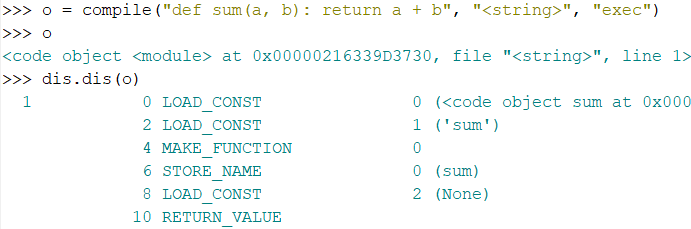 >>> o = compile("def sum(a, b): return a + b", "<string>", "exec")
>>> o
<code object <module> at 0x00000216339D3730, file "<string>", line 1>
>>> dis.dis(o)
  1           0 LOAD_CONST               0 (<code object sum at 0x000
              2 LOAD_CONST               1 ('sum')
              4 MAKE_FUNCTION            0
              6 STORE_NAME               0 (sum)
              8 LOAD_CONST               2 (None)
             10 RETURN_VALUE